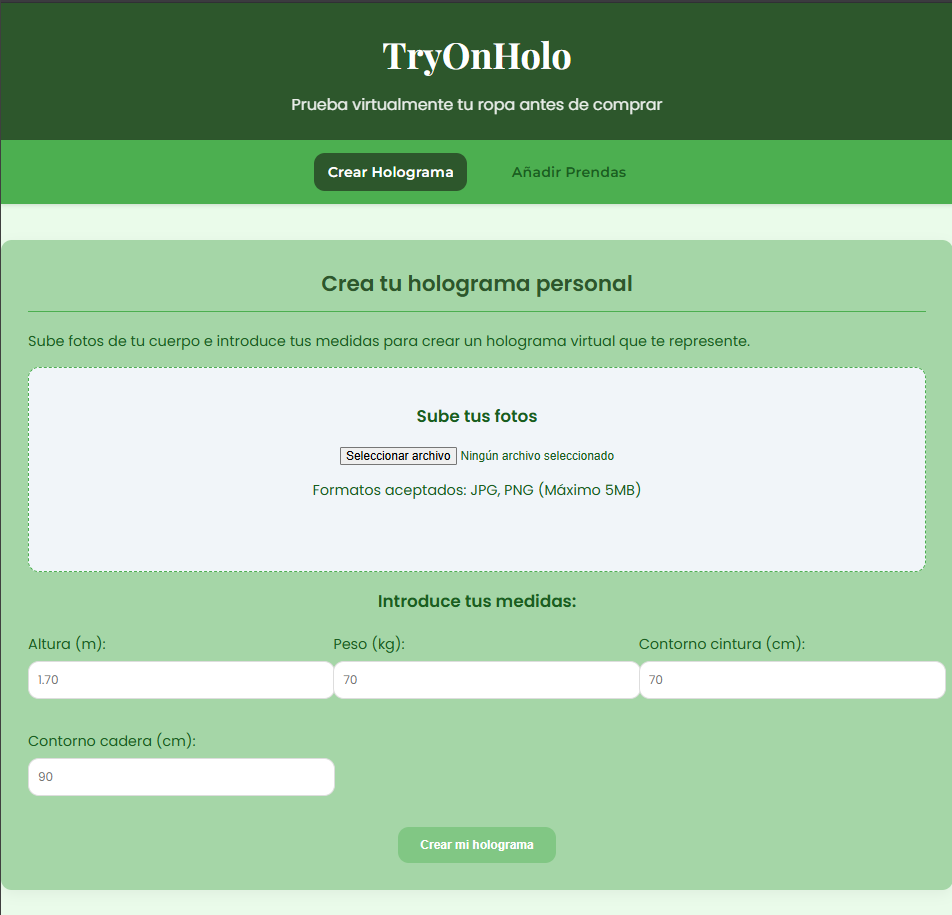 TryOnHolo
Prueba virtualmente tu ropa antes de comprar
Crear Holograma
Añadir Prendas
Crea tu holograma personal
Sube fotos de tu cuerpo e introduce tus medidas para crear un holograma virtual que te represente.
Sube tus fotos
Seleccionar archivo Ningún archivo seleccionado
Formatos aceptados: JPG, PNG (Máximo 5MB)
Introduce tus medidas:
Altura (m):
1.70
Peso (kg):
70
Contorno cintura (cm):
70
Contorno cadera (cm):
90
Crear mi holograma